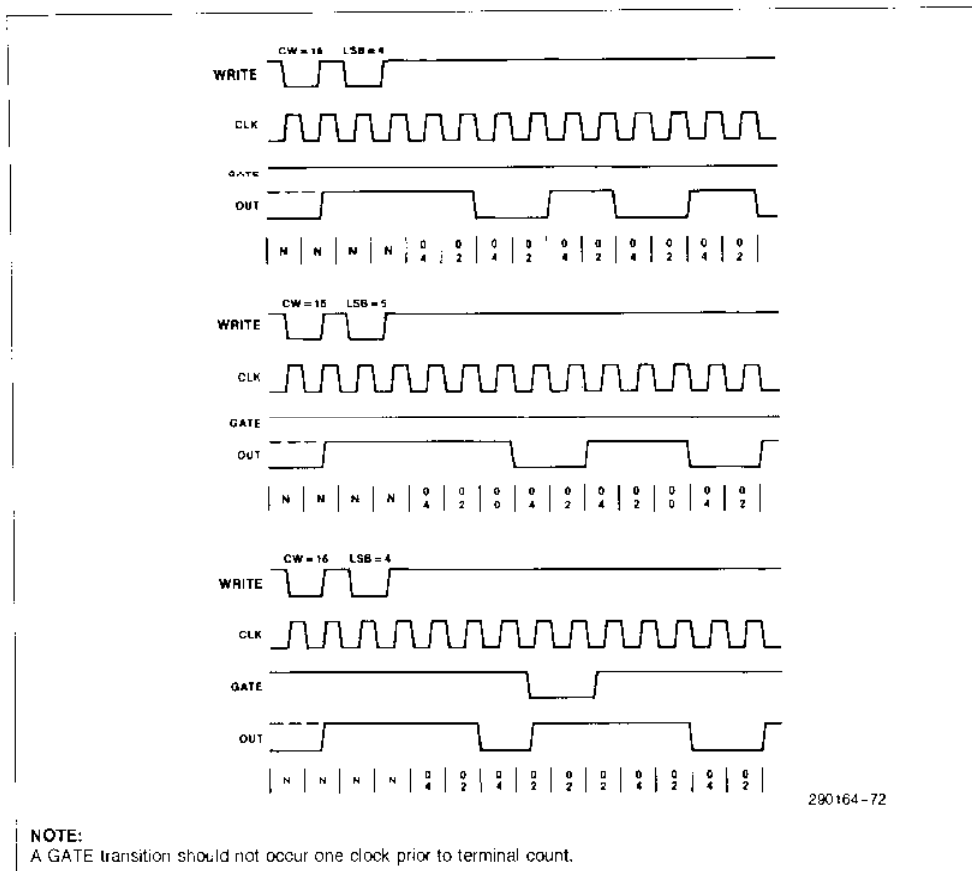 CW = 16 LSB = 4
WRITE
CLK
GATE
OUT
N N N N 0 0 0 0 0 0 0 0 0 0
4 2 4 2 4 2 4 2 4 2
CW = 16 LSB = 5
WRITE
CLK
GATE
OUT
N N N N 0 0 0 0 0 0 0 0 0 0
4 2 0 4 2 4 2 0 4 2
CW = 16 LSB = 4
WRITE
CLK
GATE
OUT
N N N N 0 0 0 0 0 0 0 0 0 0
4 2 4 2 2 2 4 2 4 2
290164-72
NOTE:
A GATE transition should not occur one clock prior to terminal count.